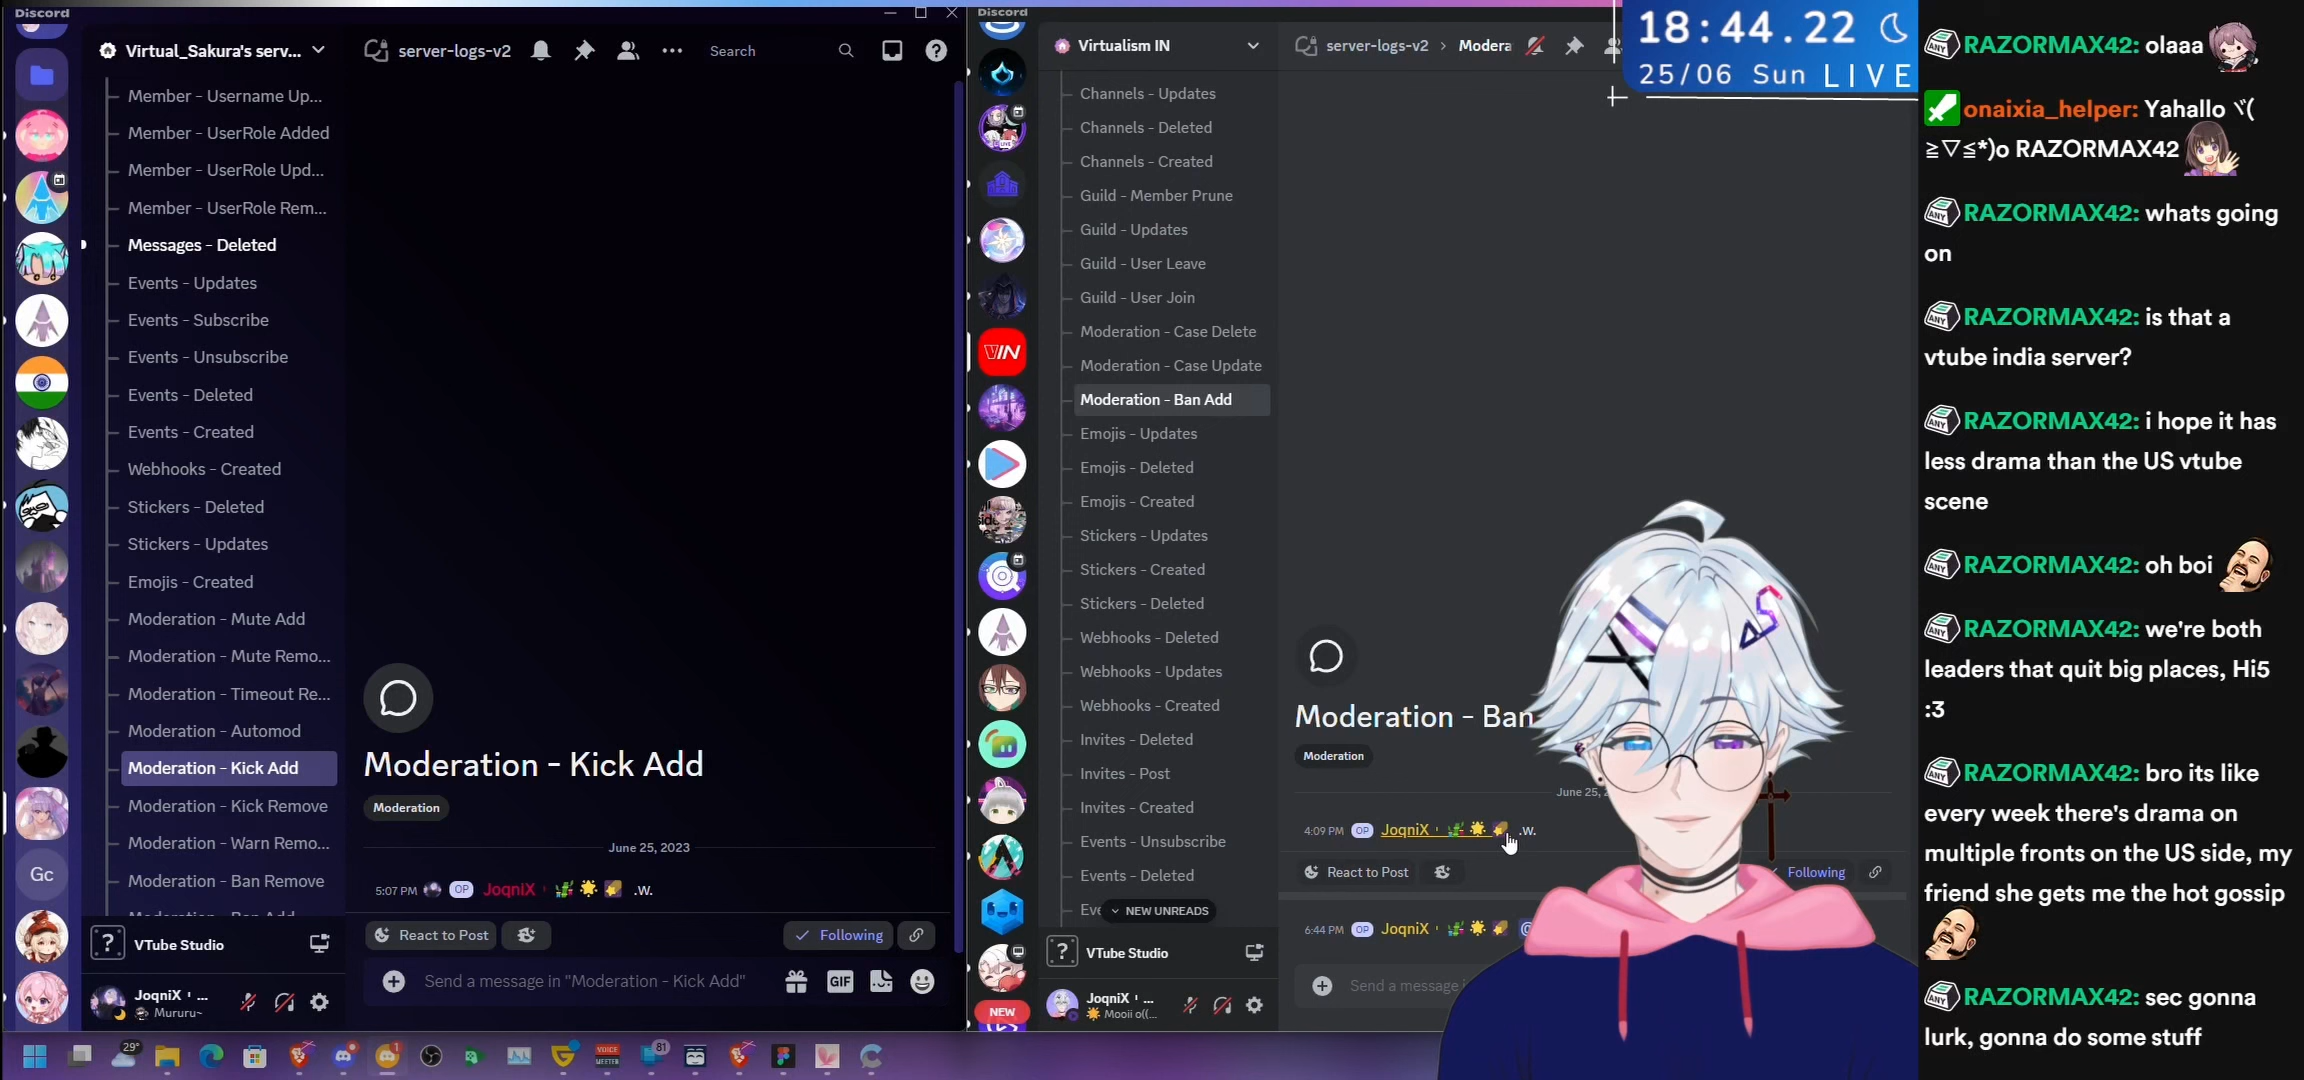 Discord
Virtual_Sakura's serv...
server-logs-v2
Search
Member - Username Up...
Member - UserRole Added
Member - UserRole Upd...
Member - UserRole Rem...
Messages - Deleted
Events - Updates
Events - Subscribe
Events - Unsubscribe
Events - Deleted
Events - Created
Webhooks - Created
Stickers - Deleted
Stickers - Updates
Emojis - Created
Moderation - Mute Add
Moderation - Mute Remo...
Moderation - Timeout Re...
Moderation - Automod
Moderation - Kick Add
Moderation - Kick Remove
Moderation - Warn Remo...
Moderation - Ban Remove
Gc
VTube Studio
JoqniX
Mururu~
Moderation - Kick Add
Moderation
June 25, 2023
5:07 PM OP JoqniX .w.
React to Post
Following
Send a message in "Moderation - Kick Add"
GIF
Discord
Virtualism IN
server-logs-v2 › Modera
Channels - Updates
Channels - Deleted
Channels - Created
Guild - Member Prune
Guild - Updates
Guild - User Leave
Guild - User Join
Moderation - Case Delete
Moderation - Case Update
Moderation - Ban Add
Emojis - Updates
Emojis - Deleted
Emojis - Created
Stickers - Updates
Stickers - Created
Stickers - Deleted
Webhooks - Deleted
Webhooks - Updates
Webhooks - Created
Invites - Deleted
Invites - Post
Invites - Created
Events - Unsubscribe
Events - Deleted
Eve
NEW UNREADS
VTube Studio
JoqniX
Mooii o((...
LIVE
VIN
NEW
Moderation - Ban
Moderation
June 25, 2
4:09 PM OP JoqniX .w.
React to Post
Following
6:44 PM OP JoqniX
Send a message i
18:44.22
25/06 Sun LIVE
RAZORMAX42: olaaa
onaixia_helper: Yahallo ヾ(
≧▽≦*)o RAZORMAX42
RAZORMAX42: whats going
on
RAZORMAX42: is that a
vtube india server?
RAZORMAX42: i hope it has
less drama than the US vtube
scene
RAZORMAX42: oh boi
RAZORMAX42: we're both
leaders that quit big places, Hi5
:3
RAZORMAX42: bro its like
every week there's drama on
multiple fronts on the US side, my
friend she gets me the hot gossip
RAZORMAX42: sec gonna
lurk, gonna do some stuff
29°
1
VOICE
MEETER
81